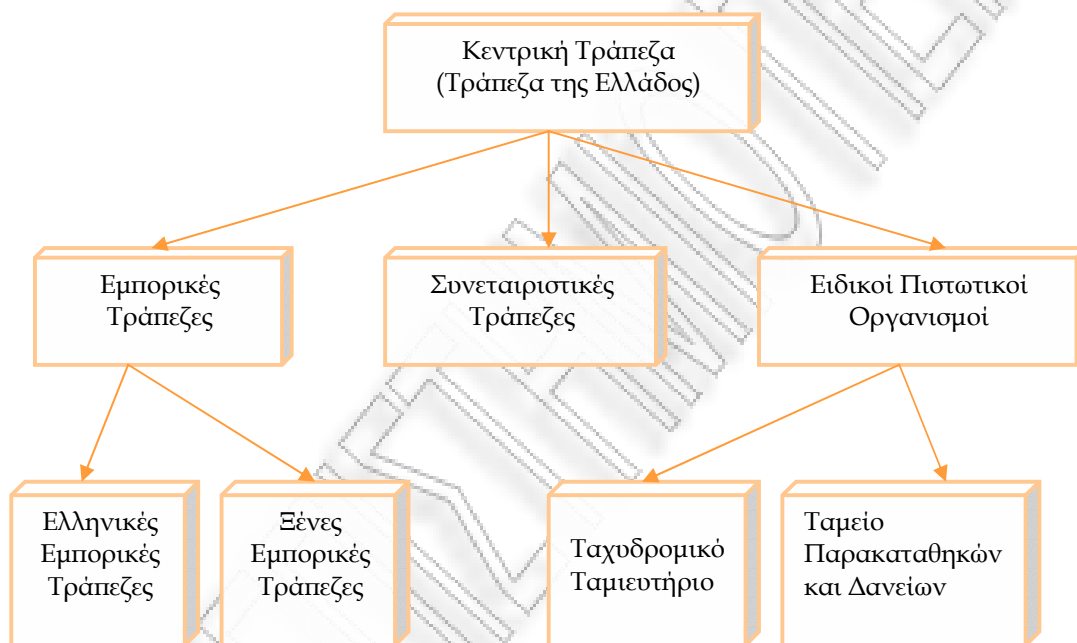 Κεντρική Τράπεζα
(Τράπεζα της Ελλάδος)
Εμπορικές
Τράπεζες
Συνεταιριστικές
Τράπεζες
Ειδικοί Πιστωτικοί
Οργανισμοί
Ελληνικές
Εμπορικές
Τράπεζες
Ξένες
Εμπορικές
Τράπεζες
Ταχυδρομικό
Ταμιευτήριο
Ταμείο
Παρακαταθηκών
και Δανείων